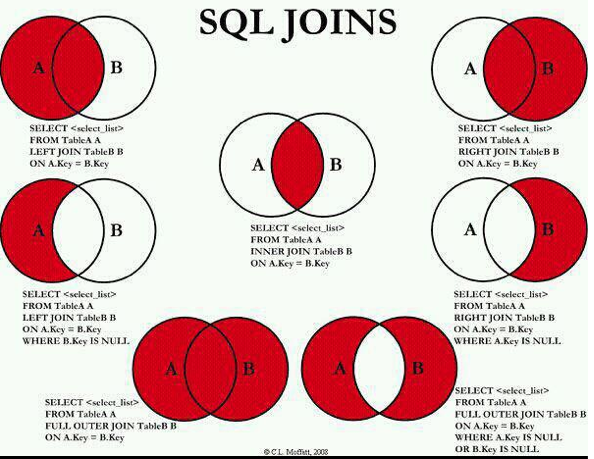 SQL JOINS
A B
SELECT <select_list>
FROM TableA A
LEFT JOIN TableB B
ON A.Key = B.Key
A B
SELECT <select_list>
FROM TableA A
RIGHT JOIN TableB B
ON A.Key = B.Key
A B
SELECT <select_list>
FROM TableA A
INNER JOIN TableB B
ON A.Key = B.Key
A B
SELECT <select_list>
FROM TableA A
LEFT JOIN TableB B
ON A.Key = B.Key
WHERE B.Key IS NULL
A B
SELECT <select_list>
FROM TableA A
RIGHT JOIN TableB B
ON A.Key = B.Key
WHERE A.Key IS NULL
A B
SELECT <select_list>
FROM TableA A
FULL OUTER JOIN TableB B
ON A.Key = B.Key
A B
SELECT <select_list>
FROM TableA A
FULL OUTER JOIN TableB B
ON A.Key = B.Key
WHERE A.Key IS NULL
OR B.Key IS NULL
© C.L. Moffatt, 2008